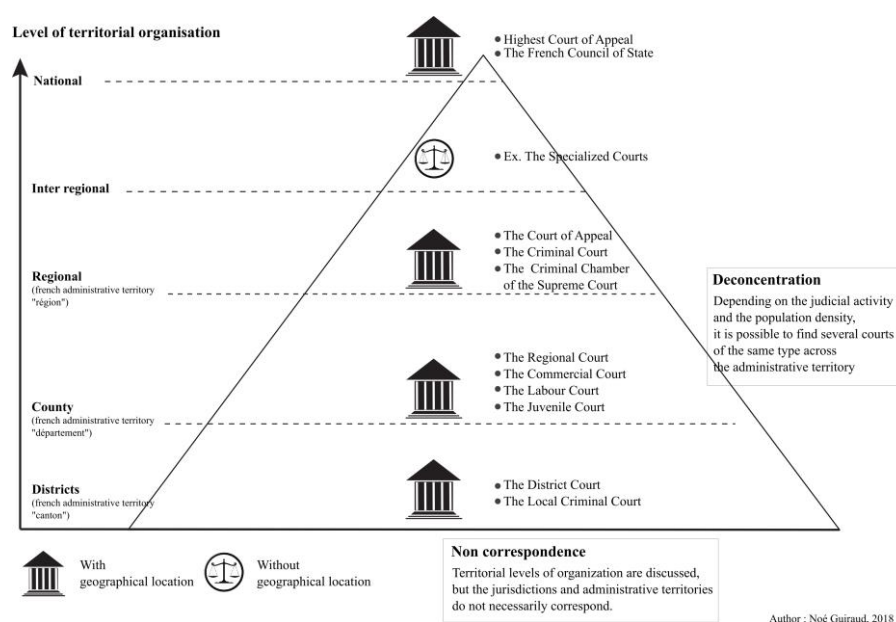 Level of territorial organisation
• Highest Court of Appeal
• The French Council of State
National
• Ex. The Specialized Courts
Inter regional
• The Court of Appeal
• The Criminal Court
• The Criminal Chamber
of the Supreme Court
Regional
(french administrative territory
"région")
Deconcentration
Depending on the judicial activity
and the population density,
it is possible to find several courts
of the same type across
the administrative territory
• The Regional Court
• The Commercial Court
• The Labour Court
• The Juvenile Court
County
(french administrative territory
"département")
• The District Court
• The Local Criminal Court
Districts
(french administrative territory
"canton")
With
geographical location
Without
geographical location
Non correspondence
Territorial levels of organization are discussed,
but the jurisdictions and administrative territories
do not necessarily correspond.
Author : Noé Guiraud, 2018